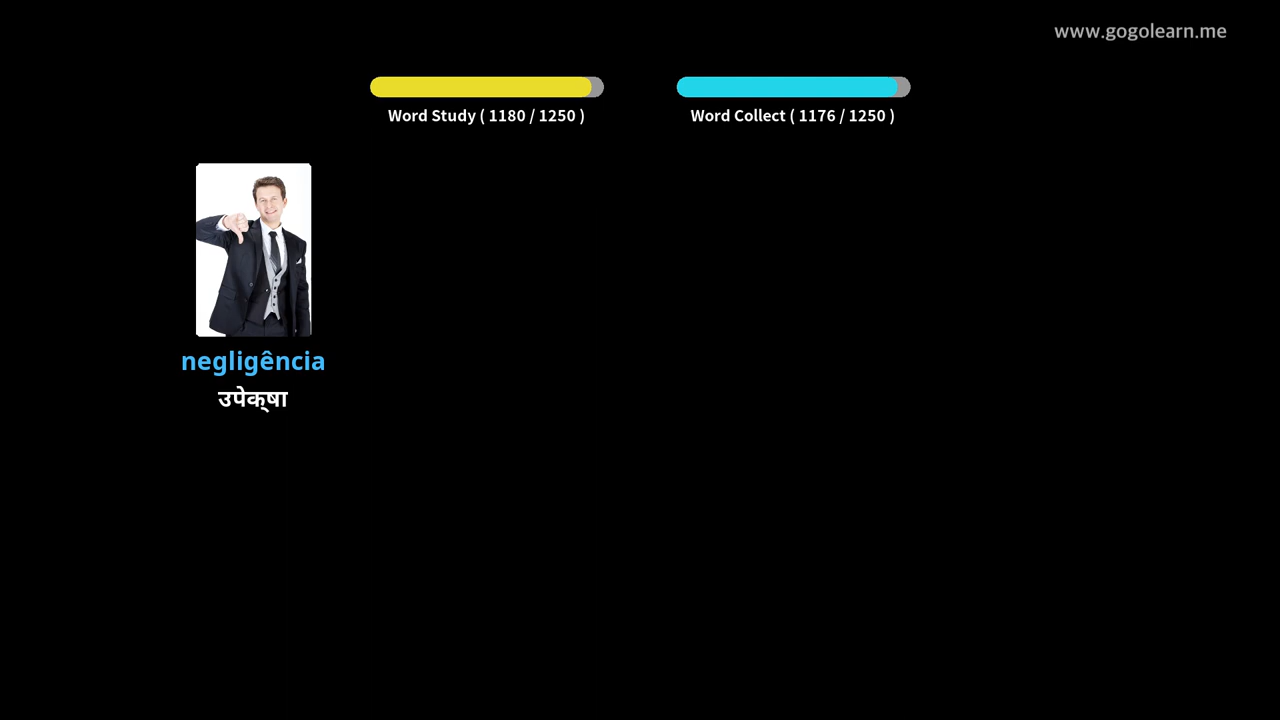 www.gogolearn.me
Word Study ( 1180 / 1250 )
Word Collect ( 1176 / 1250 )
negligência
उपेक्षा